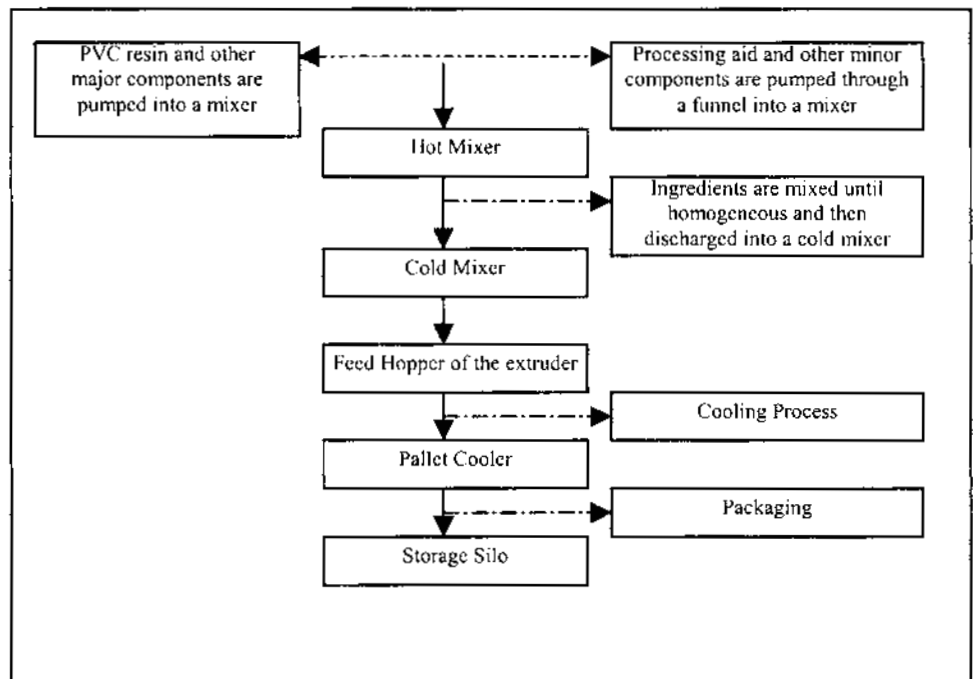 PVC resin and other
major components are
pumped into a mixer
Processing aid and other minor
components are pumped through
a funnel into a mixer
Hot Mixer
Ingredients are mixed until
homogeneous and then
discharged into a cold mixer
Cold Mixer
Feed Hopper of the extruder
Cooling Process
Pallet Cooler
Packaging
Storage Silo